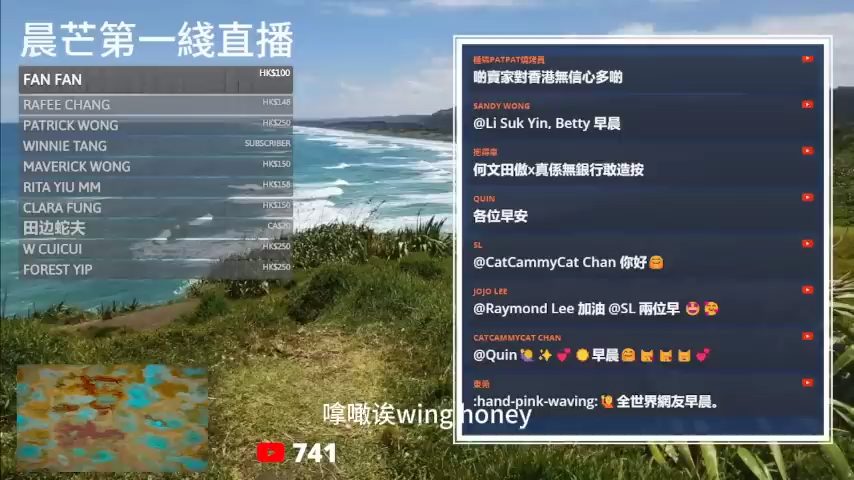 晨芒第一綫直播
FAN FAN HK$100
RAFEE CHANG HK$148
PATRICK WONG HK$250
WINNIE TANG SUBSCRIBER
MAVERICK WONG HK$150
RITA YIU MM HK$158
CLARA FUNG HK$150
田边蛇夫 CA$20
W CUICUI HK$250
FOREST YIP HK$250
啲賣家對香港無信心多啲
SANDY WONG
@Li Suk Yin, Betty 早晨
何文田傲x真係無銀行敢造按
QUIN
各位早安
SL
@CatCammyCat Chan 你好🤗
JOJO LEE
@Raymond Lee 加油 @SL 兩位早 🤩🥰
CATCAMMYCAT CHAN
@Quin🙋✨💕🌞早晨🤗😽😽😺💕
:hand-pink-waving:🙋全世界網友早晨。
嗱噉诶wing honey
741